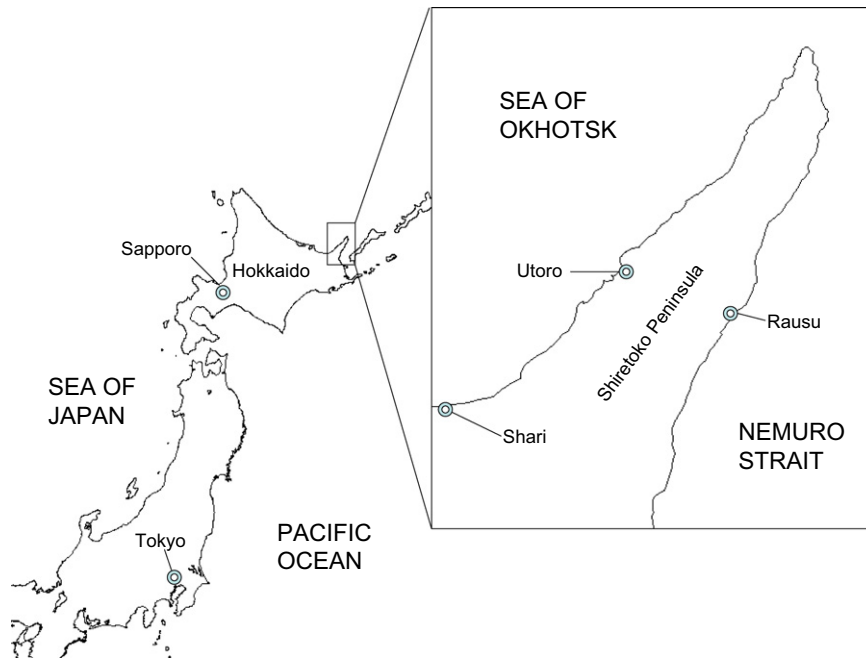 SEA OF
OKHOTSK
Sapporo
Hokkaido
Utoro
Shiretoko Peninsula
Rausu
SEA OF
JAPAN
Shari
NEMURO
STRAIT
PACIFIC
OCEAN
Tokyo